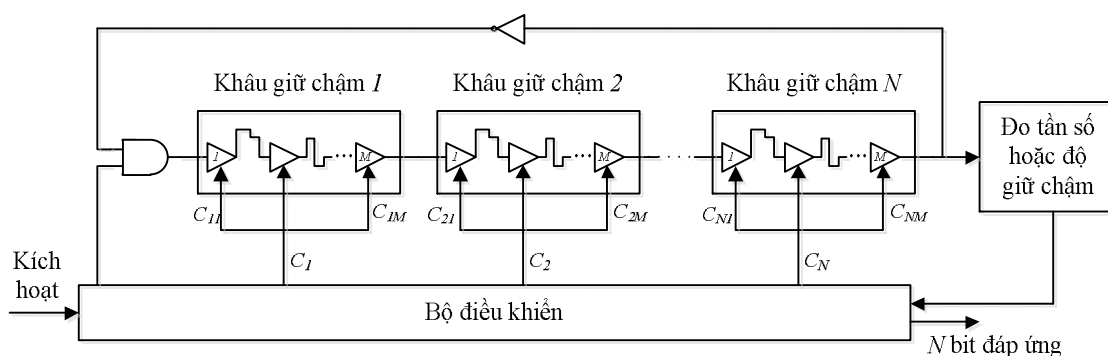 Khâu giữ chậm 1
Khâu giữ chậm 2
Khâu giữ chậm N
1
...
M
1
...
M
. . . .
1
...
M
Đo tần số
hoặc độ
giữ chậm
C11
C1M
C21
C2M
CN1
CNM
C1
C2
CN
Kích
hoạt
Bộ điều khiển
N bit đáp ứng